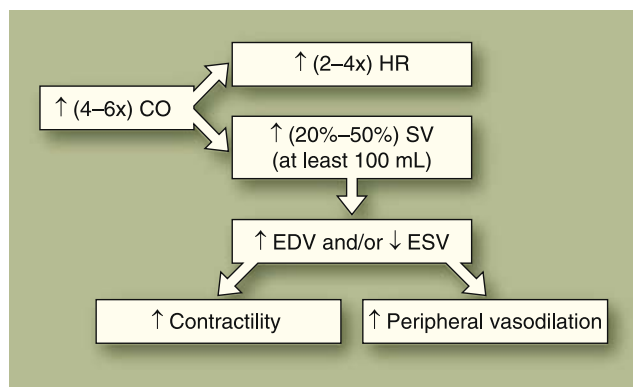 ↑ (2–4x) HR
↑ (4–6x) CO
↑ (20%–50%) SV
(at least 100 mL)
↑ EDV and/or ↓ ESV
↑ Contractility
↑ Peripheral vasodilation